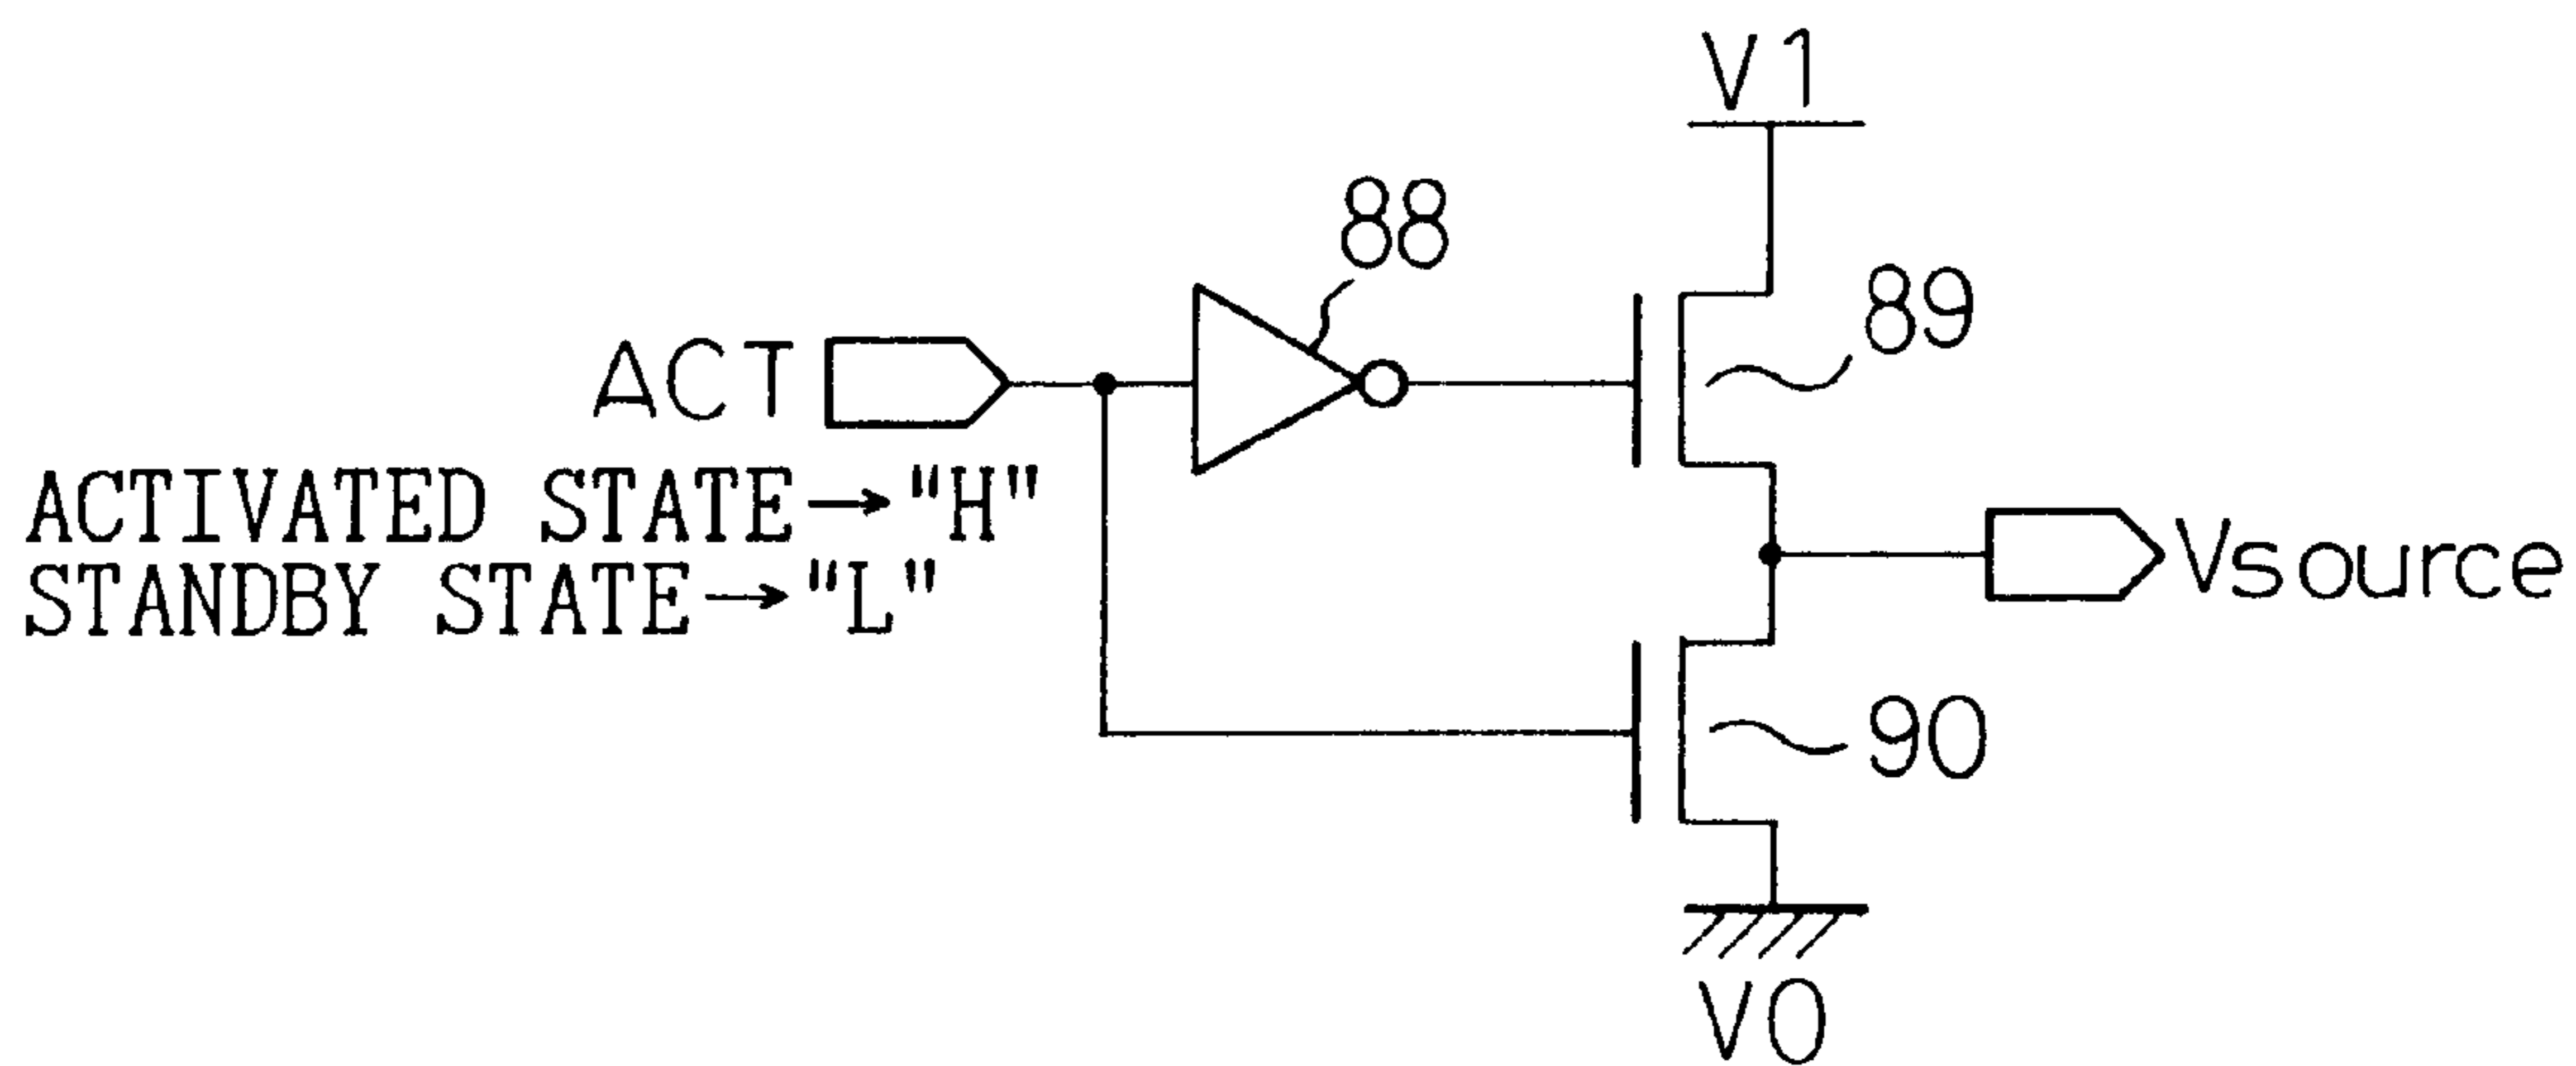 V1
88
89
ACT
ACTIVATED STATE→"H"
STANDBY STATE→"L"
Vsource
90
V0